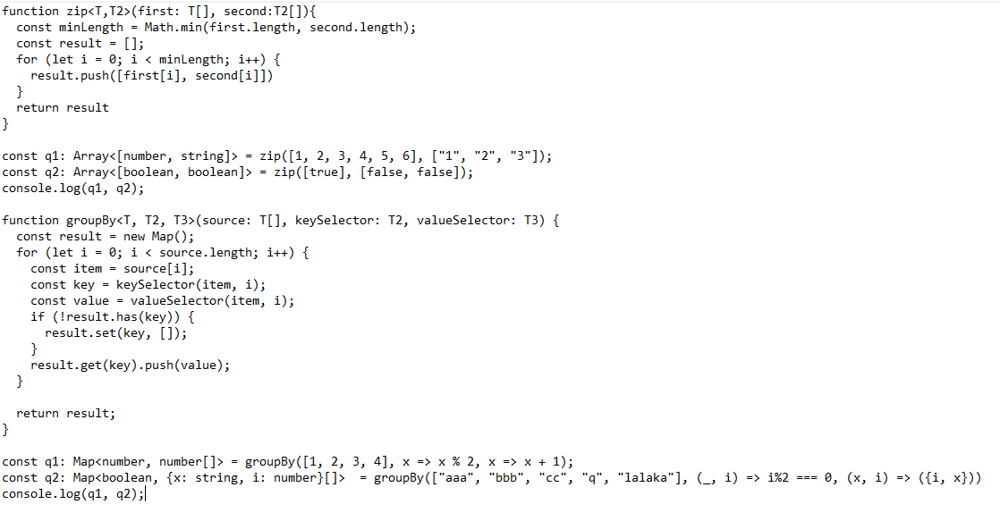 function zip<T,T2>(first: T[], second:T2[]){
  const minLength = Math.min(first.length, second.length);
  const result = [];
  for (let i = 0; i < minLength; i++) {
    result.push([first[i], second[i]])
  }
  return result
}

const q1: Array<[number, string]> = zip([1, 2, 3, 4, 5, 6], ["1", "2", "3"]);
const q2: Array<[boolean, boolean]> = zip([true], [false, false]);
console.log(q1, q2);

function groupBy<T, T2, T3>(source: T[], keySelector: T2, valueSelector: T3) {
  const result = new Map();
  for (let i = 0; i < source.length; i++) {
    const item = source[i];
    const key = keySelector(item, i);
    const value = valueSelector(item, i);
    if (!result.has(key)) {
      result.set(key, []);
    }
    result.get(key).push(value);
  }

  return result;
}

const q1: Map<number, number[]> = groupBy([1, 2, 3, 4], x => x % 2, x => x + 1);
const q2: Map<boolean, {x: string, i: number}[]>  = groupBy(["aaa", "bbb", "cc", "q", "lalaka"], (_, i) => i%2 === 0, (x, i) => ({i, x}))
console.log(q1, q2);